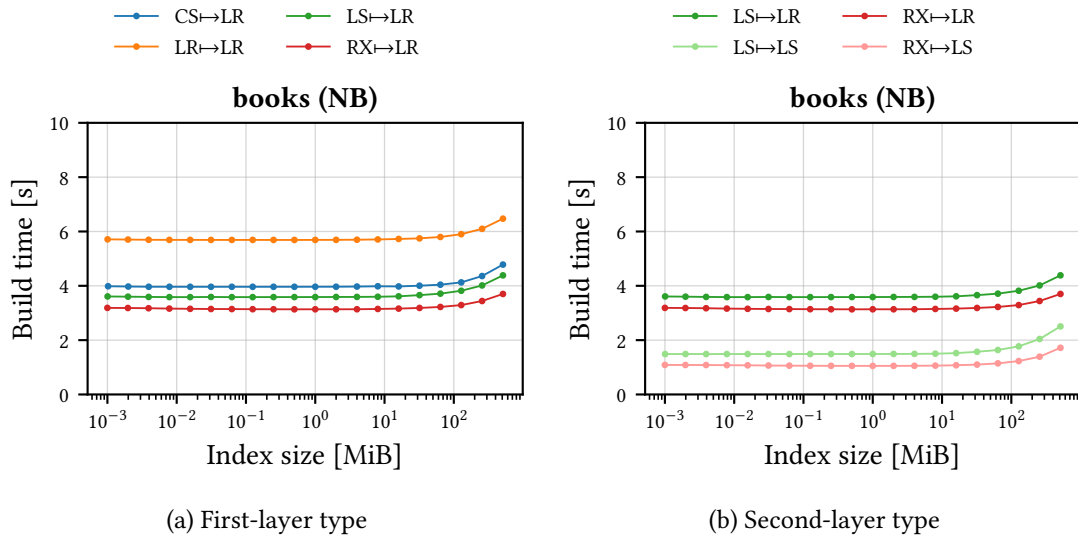 CS↦LR LS↦LR
LR↦LR RX↦LR
books (NB)
10
8
6
4
2
0
Build time [s]
10⁻³ 10⁻² 10⁻¹ 10⁰ 10¹ 10²
Index size [MiB]
(a) First-layer type
LS↦LR RX↦LR
LS↦LS RX↦LS
books (NB)
10
8
6
4
2
0
Build time [s]
10⁻³ 10⁻² 10⁻¹ 10⁰ 10¹ 10²
Index size [MiB]
(b) Second-layer type